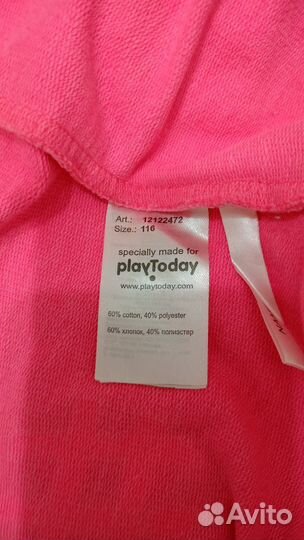 Art.: 12122472
Size.: 116
specially made for
playToday
www.playtoday.com
60% cotton, 40% polyester
60% хлопок, 40% полиэстер
Avito